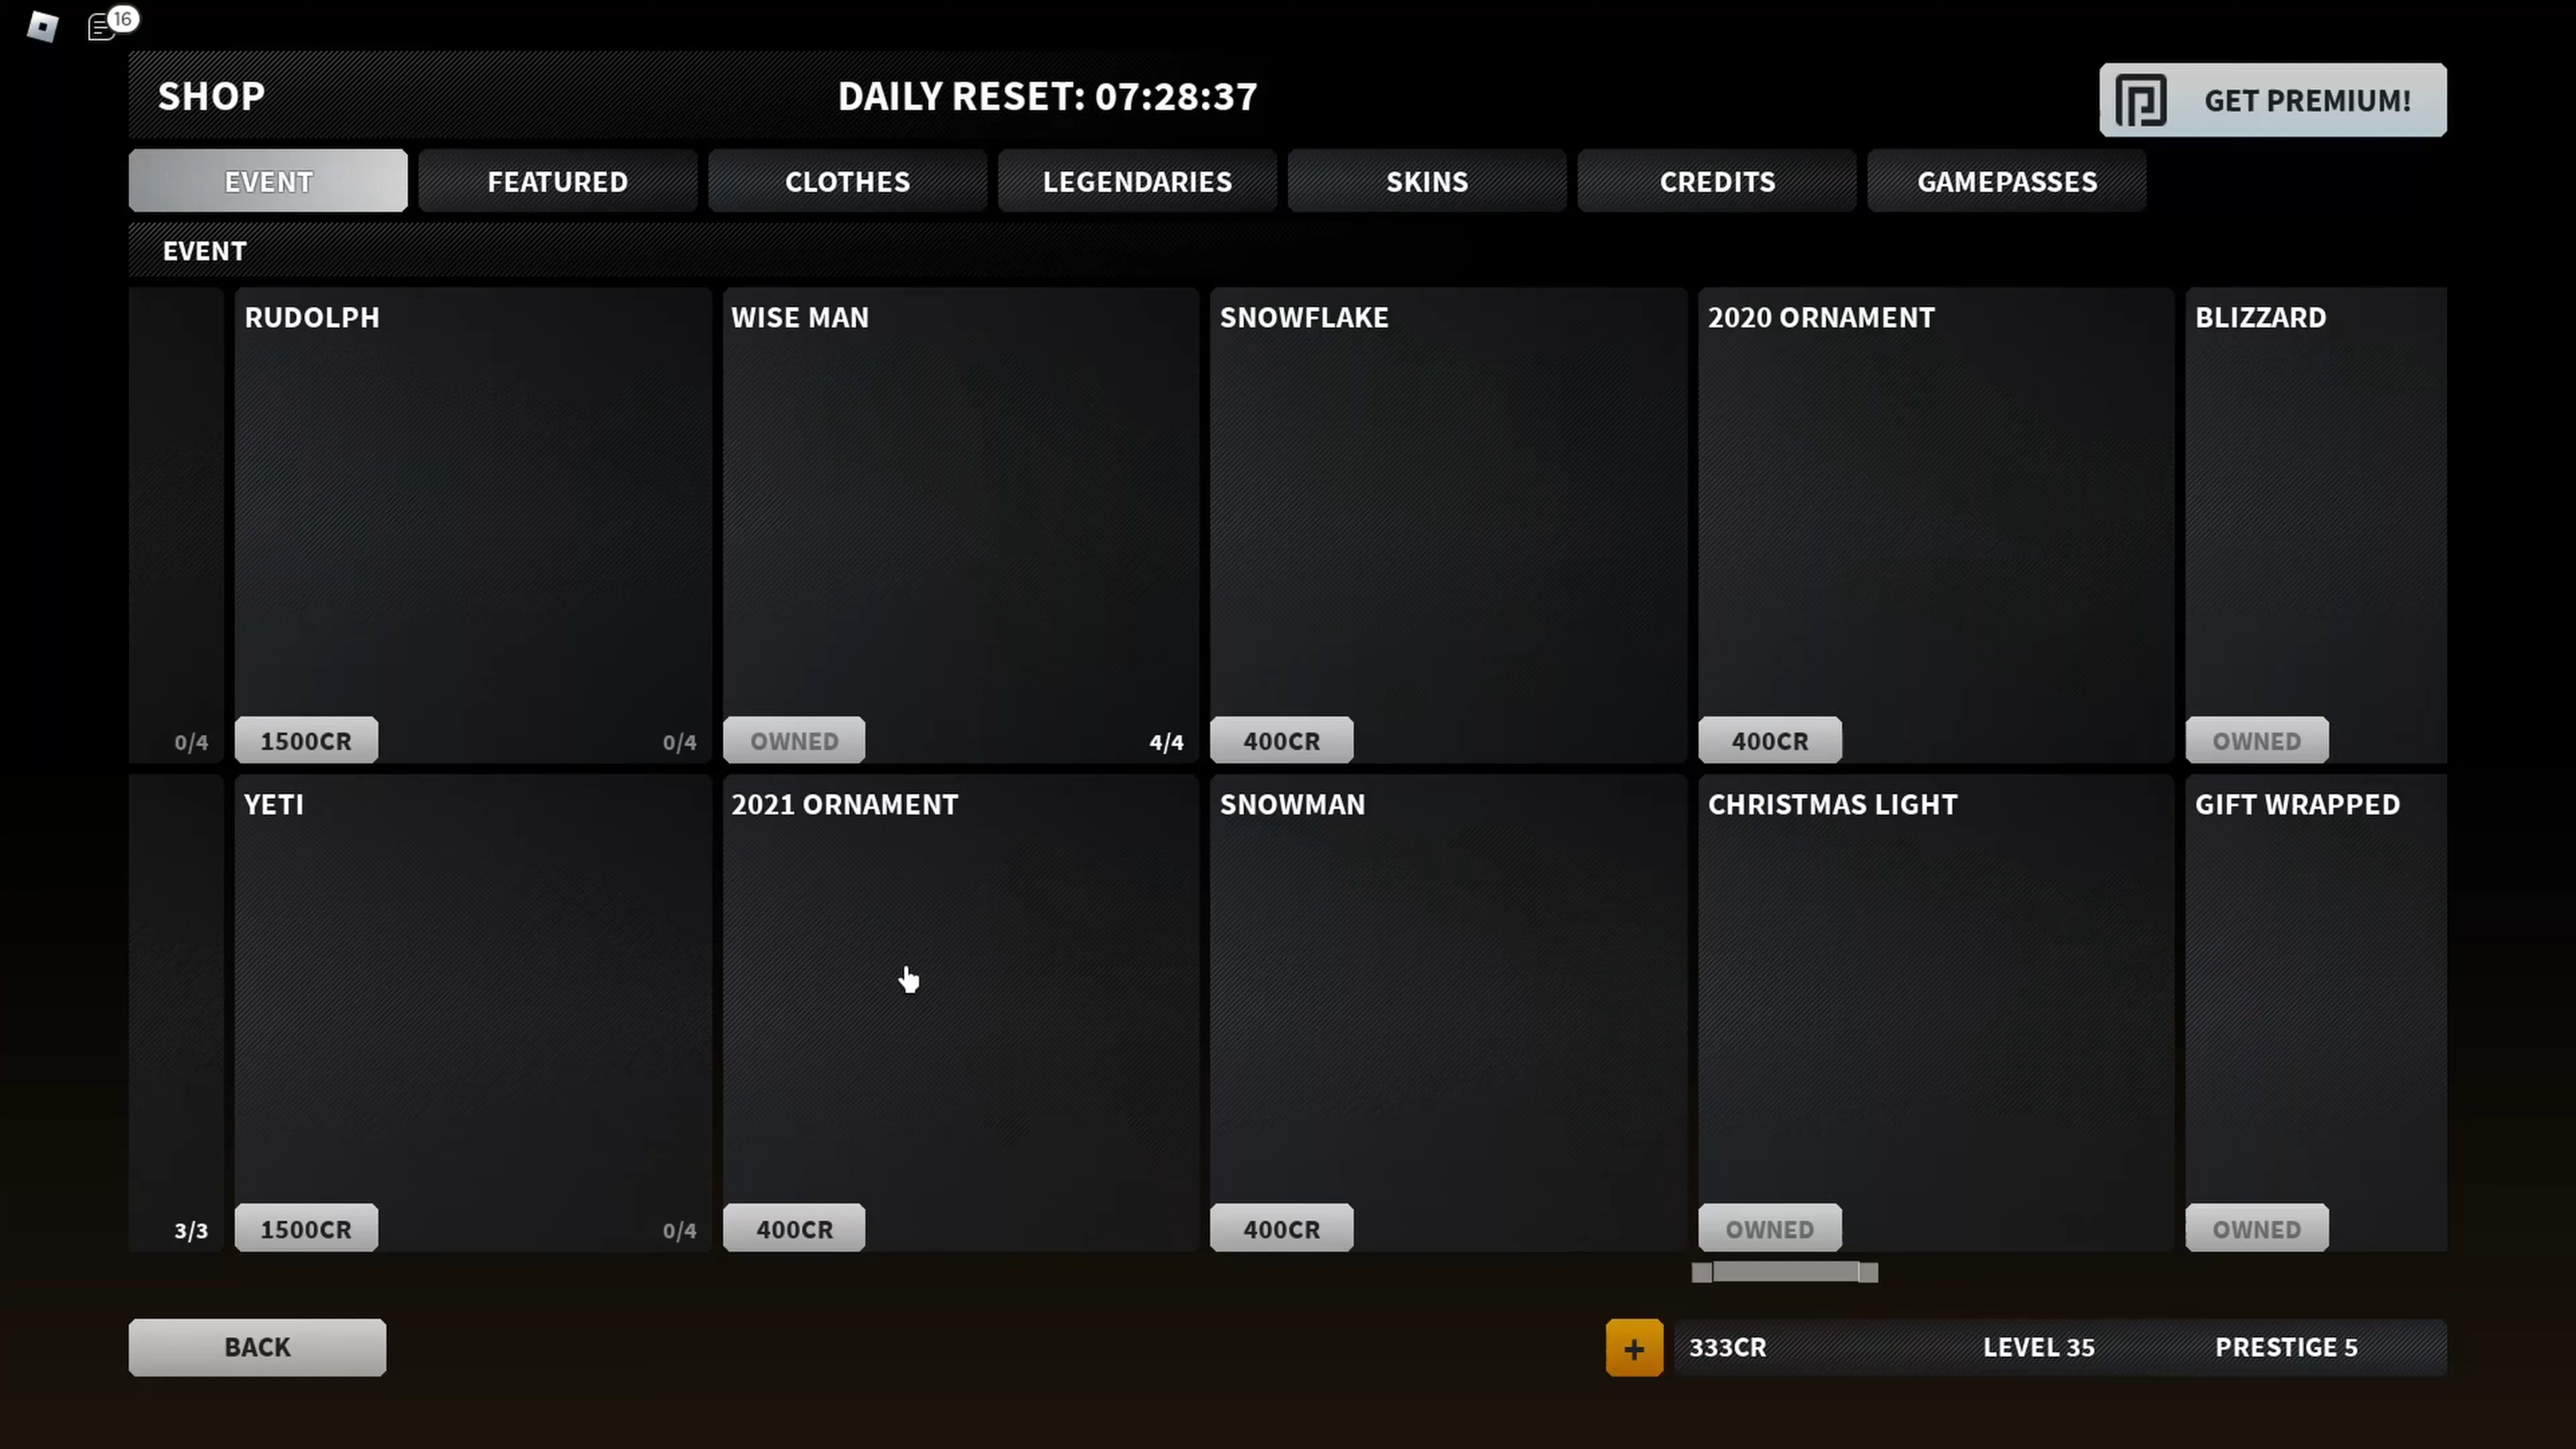 16
SHOP
DAILY RESET: 07:28:37
GET PREMIUM!
EVENT
FEATURED
CLOTHES
LEGENDARIES
SKINS
CREDITS
GAMEPASSES
EVENT
RUDOLPH
WISE MAN
SNOWFLAKE
2020 ORNAMENT
BLIZZARD
0/4
1500CR
0/4
OWNED
4/4
400CR
400CR
OWNED
YETI
2021 ORNAMENT
SNOWMAN
CHRISTMAS LIGHT
GIFT WRAPPED
3/3
1500CR
0/4
400CR
400CR
OWNED
OWNED
BACK
+
333CR
LEVEL 35
PRESTIGE 5